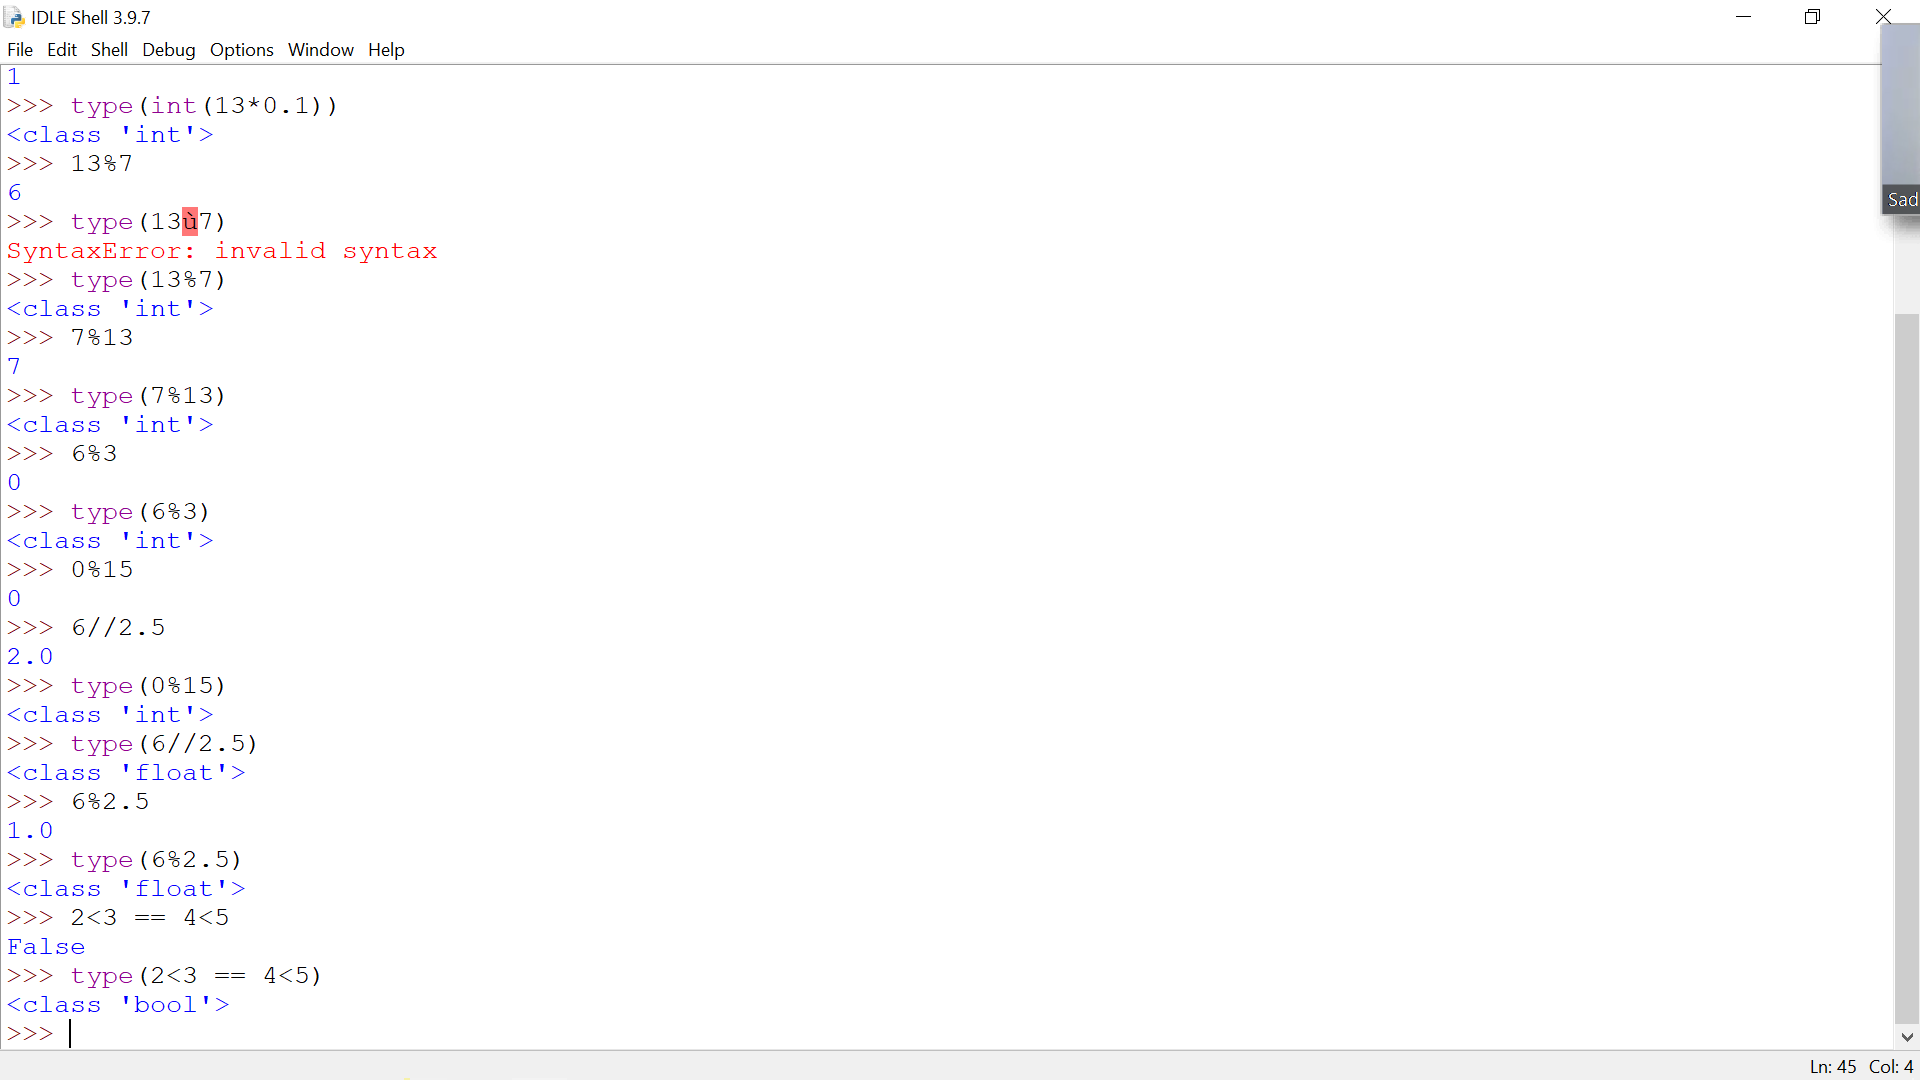 IDLE Shell 3.9.7
File Edit Shell Debug Options Window Help
1
>>> type(int(13*0.1))
<class 'int'>
>>> 13%7
6
>>> type(13ù7)
SyntaxError: invalid syntax
>>> type(13%7)
<class 'int'>
>>> 7%13
7
>>> type(7%13)
<class 'int'>
>>> 6%3
0
>>> type(6%3)
<class 'int'>
>>> 0%15
0
>>> 6//2.5
2.0
>>> type(0%15)
<class 'int'>
>>> type(6//2.5)
<class 'float'>
>>> 6%2.5
1.0
>>> type(6%2.5)
<class 'float'>
>>> 2<3 == 4<5
False
>>> type(2<3 == 4<5)
<class 'bool'>
>>>
Sad
Ln: 45 Col: 4